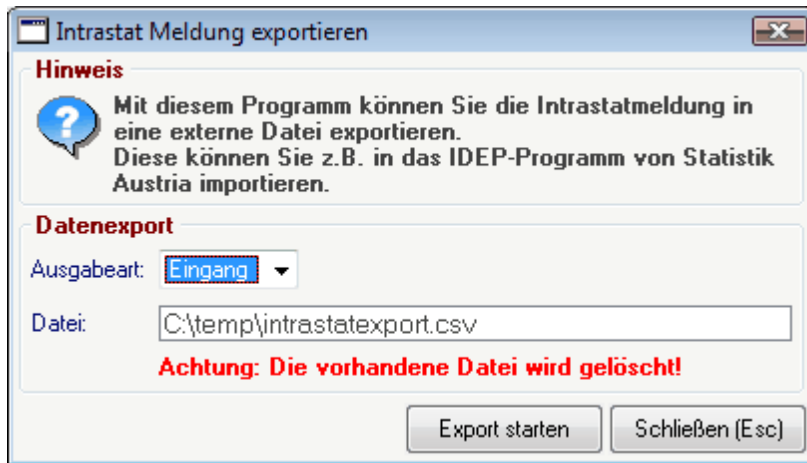 Intrastat Meldung exportieren
Hinweis
Mit diesem Programm können Sie die Intrastatmeldung in
eine externe Datei exportieren.
Diese können Sie z.B. in das IDEP-Programm von Statistik
Austria importieren.
Datenexport
Ausgabeart: Eingang
Datei: C:\temp\intrastatexport.csv
Achtung: Die vorhandene Datei wird gelöscht!
Export starten Schließen (Esc)